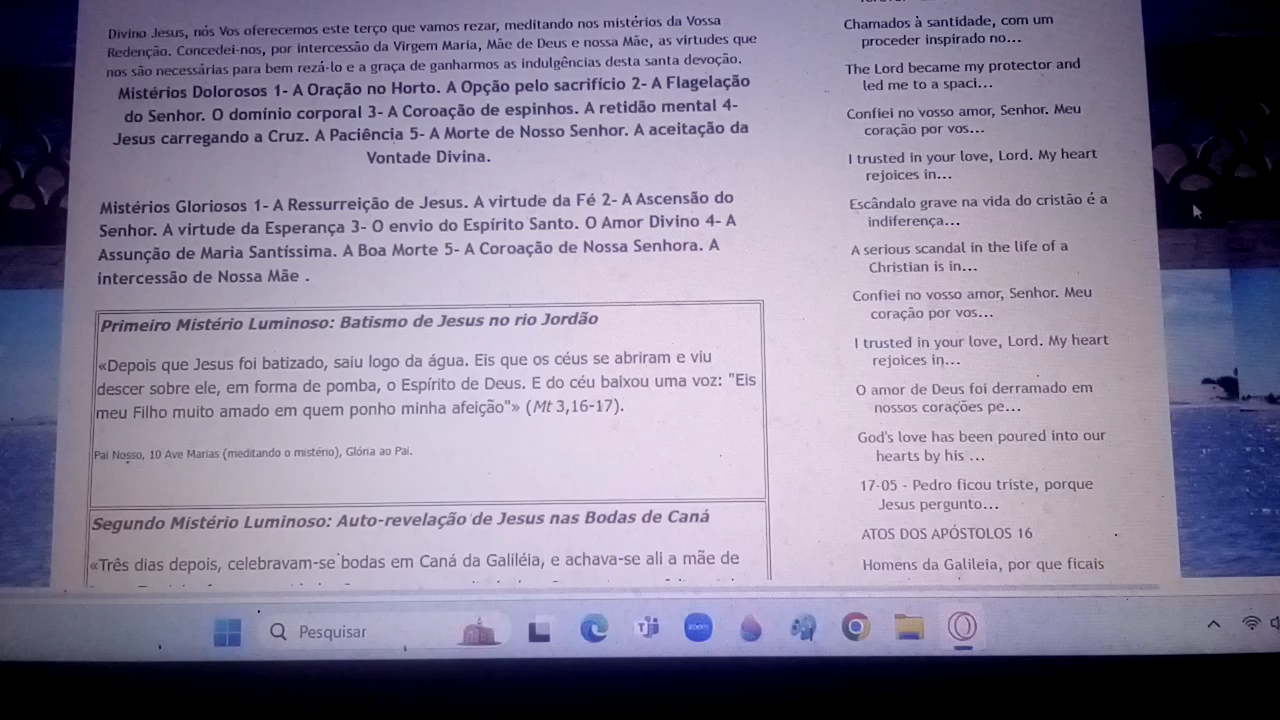 Divino Jesus, nós Vos oferecemos este terço que vamos rezar, meditando nos mistérios da Vossa
Redenção. Concedei-nos, por intercessão da Virgem Maria, Mãe de Deus e nossa Mãe, as virtudes que
nos são necessárias para bem rezá-lo e a graça de ganharmos as indulgências desta santa devoção.
Mistérios Dolorosos 1- A Oração no Horto. A Opção pelo sacrifício 2- A Flagelação
do Senhor. O domínio corporal 3- A Coroação de espinhos. A retidão mental 4-
Jesus carregando a Cruz. A Paciência 5- A Morte de Nosso Senhor. A aceitação da
Vontade Divina.
Mistérios Gloriosos 1- A Ressurreição de Jesus. A virtude da Fé 2- A Ascensão do
Senhor. A virtude da Esperança 3- O envio do Espírito Santo. O Amor Divino 4- A
Assunção de Maria Santíssima. A Boa Morte 5- A Coroação de Nossa Senhora. A
intercessão de Nossa Mãe .
Primeiro Mistério Luminoso: Batismo de Jesus no rio Jordão
«Depois que Jesus foi batizado, saiu logo da água. Eis que os céus se abriram e viu
descer sobre ele, em forma de pomba, o Espírito de Deus. E do céu baixou uma voz: "Eis
meu Filho muito amado em quem ponho minha afeição"» (Mt 3,16-17).
Pai Nosso, 10 Ave Marias (meditando o mistério), Glória ao Pai.
Segundo Mistério Luminoso: Auto-revelação de Jesus nas Bodas de Caná
«Três dias depois, celebravam-se bodas em Caná da Galiléia, e achava-se ali a mãe de
Chamados à santidade, com um
proceder inspirado no...
The Lord became my protector and
led me to a spaci...
Confiei no vosso amor, Senhor. Meu
coração por vos...
I trusted in your love, Lord. My heart
rejoices in...
Escândalo grave na vida do cristão é a
indiferença...
A serious scandal in the life of a
Christian is in...
Confiei no vosso amor, Senhor. Meu
coração por vos...
I trusted in your love, Lord. My heart
rejoices in...
O amor de Deus foi derramado em
nossos corações pe...
God's love has been poured into our
hearts by his ...
17-05 - Pedro ficou triste, porque
Jesus pergunto...
ATOS DOS APÓSTOLOS 16
Homens da Galileia, por que ficais
Pesquisar
zoom